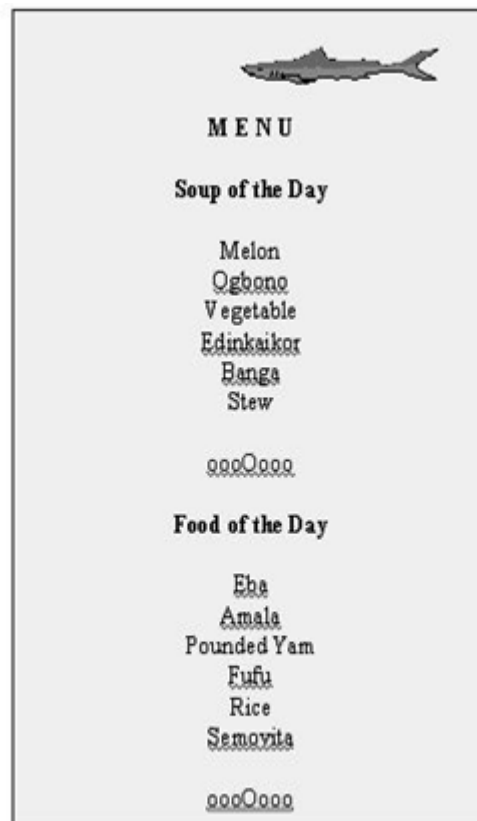 M E N U
Soup of the Day
Melon
Ogbono
Vegetable
Edinkaikor
Banga
Stew
oooOooo
Food of the Day
Eba
Amala
Pounded Yam
Fufu
Rice
Semovita
oooOooo